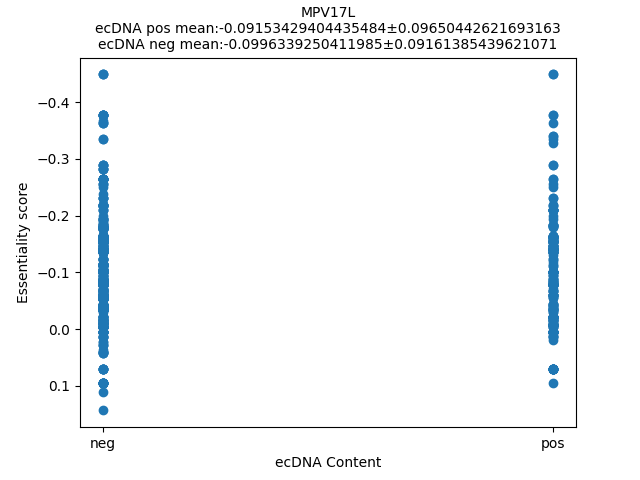 MPV17L
ecDNA pos mean:-0.09153429404435484±0.09650442621693163
ecDNA neg mean:-0.0996339250411985±0.09161385439621071
Essentiality score
−0.4
−0.3
−0.2
−0.1
0.0
0.1
neg
pos
ecDNA Content